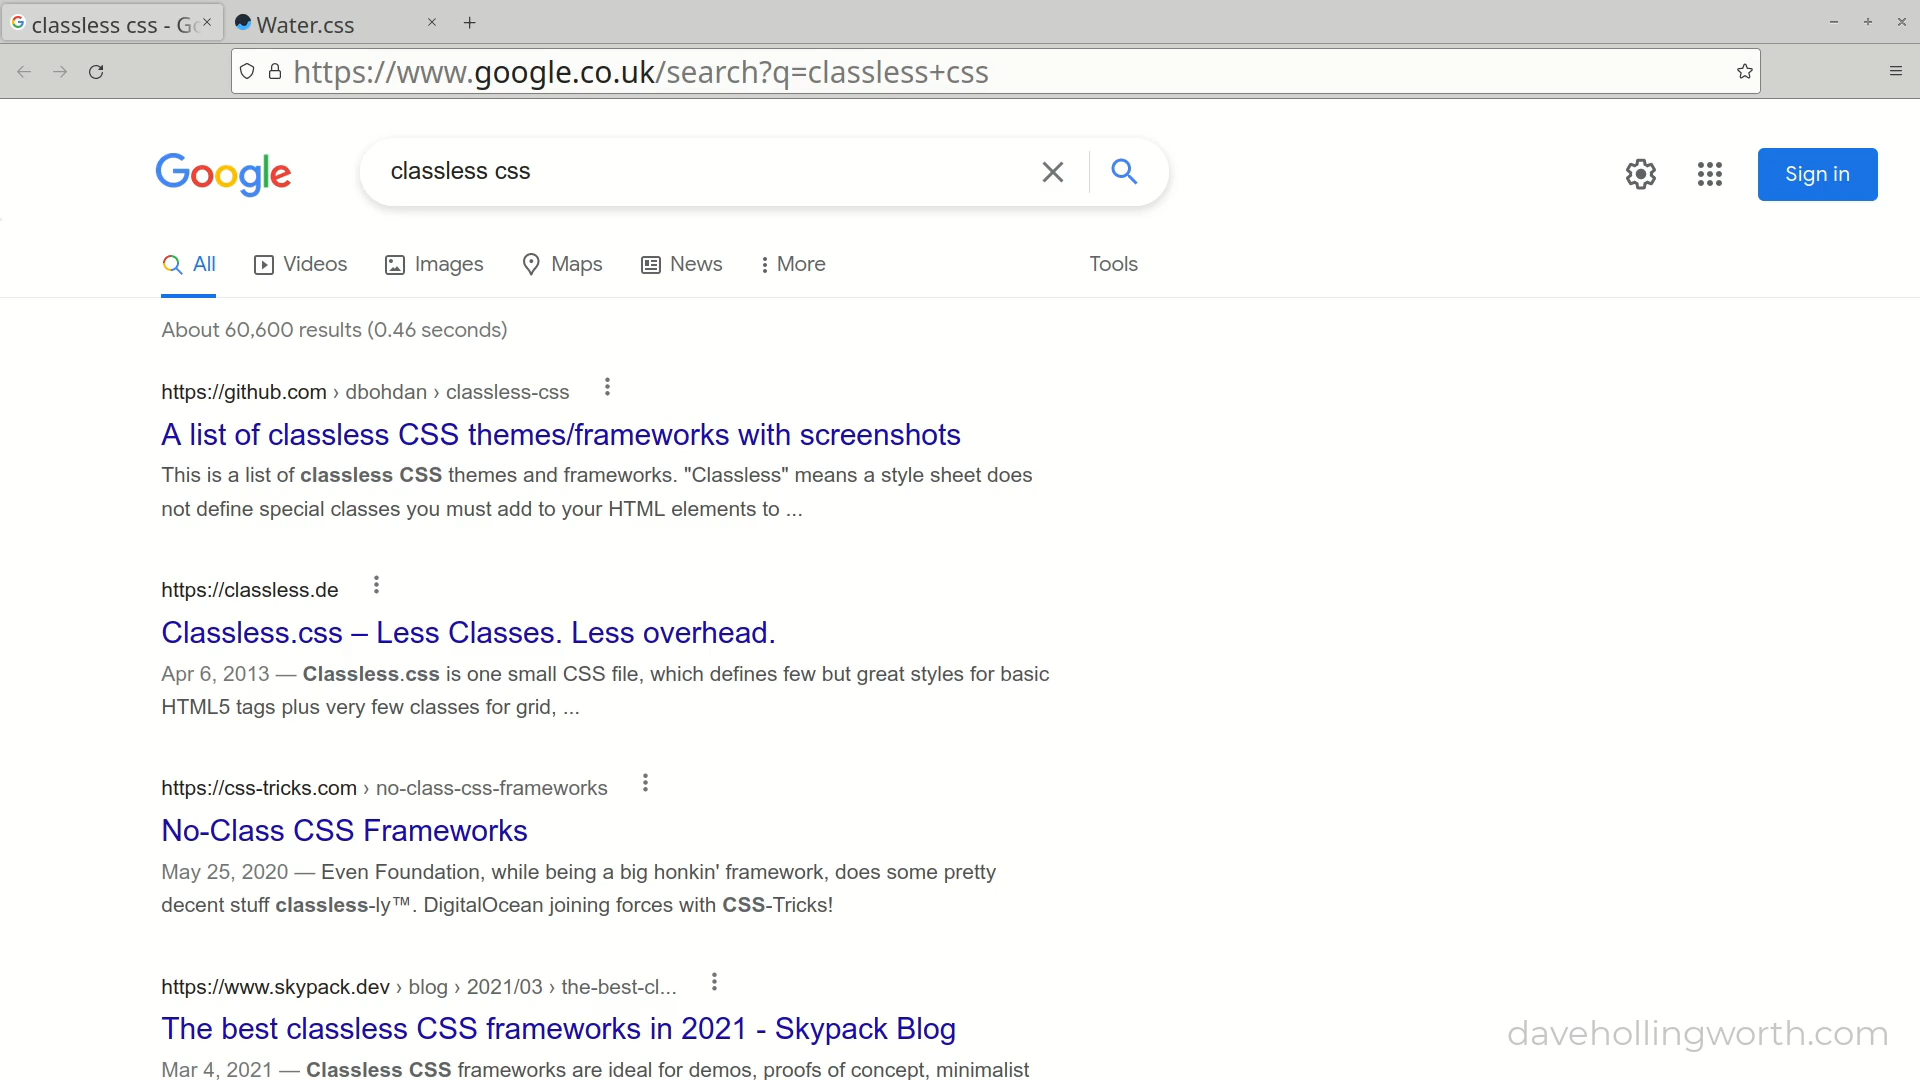 classless css - Go
Water.css
https://www.google.co.uk/search?q=classless+css
Google
classless css
Sign in
All
Videos
Images
Maps
News
More
Tools
About 60,600 results (0.46 seconds)
https://github.com › dbohdan › classless-css
A list of classless CSS themes/frameworks with screenshots
This is a list of classless CSS themes and frameworks. "Classless" means a style sheet does
not define special classes you must add to your HTML elements to ...
https://classless.de
Classless.css – Less Classes. Less overhead.
Apr 6, 2013 — Classless.css is one small CSS file, which defines few but great styles for basic
HTML5 tags plus very few classes for grid, ...
https://css-tricks.com › no-class-css-frameworks
No-Class CSS Frameworks
May 25, 2020 — Even Foundation, while being a big honkin' framework, does some pretty
decent stuff classless-ly™. DigitalOcean joining forces with CSS-Tricks!
https://www.skypack.dev › blog › 2021/03 › the-best-cl...
The best classless CSS frameworks in 2021 - Skypack Blog
Mar 4, 2021 — Classless CSS frameworks are ideal for demos, proofs of concept, minimalist
davehollingworth.com